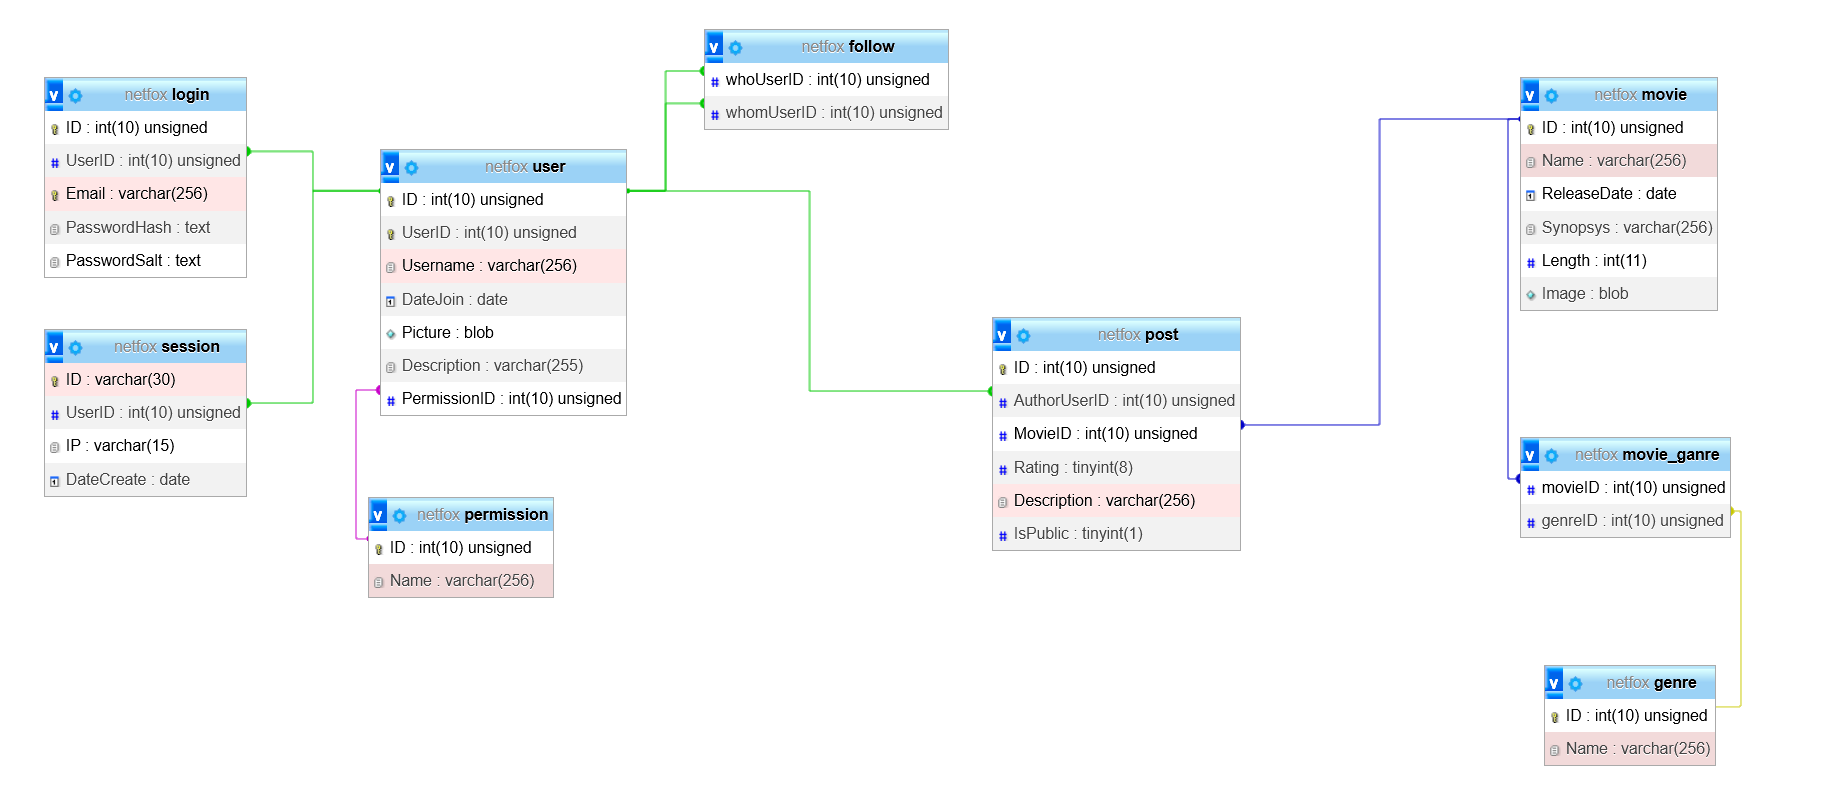 netfox login
ID : int(10) unsigned
UserID : int(10) unsigned
Email : varchar(256)
PasswordHash : text
PasswordSalt : text
netfox session
ID : varchar(30)
UserID : int(10) unsigned
IP : varchar(15)
DateCreate : date
netfox user
ID : int(10) unsigned
UserID : int(10) unsigned
Username : varchar(256)
DateJoin : date
Picture : blob
Description : varchar(255)
PermissionID : int(10) unsigned
netfox permission
ID : int(10) unsigned
Name : varchar(256)
netfox follow
whoUserID : int(10) unsigned
whomUserID : int(10) unsigned
netfox post
ID : int(10) unsigned
AuthorUserID : int(10) unsigned
MovieID : int(10) unsigned
Rating : tinyint(8)
Description : varchar(256)
IsPublic : tinyint(1)
netfox movie
ID : int(10) unsigned
Name : varchar(256)
ReleaseDate : date
Synopsys : varchar(256)
Length : int(11)
Image : blob
netfox movie_ganre
movieID : int(10) unsigned
genreID : int(10) unsigned
netfox genre
ID : int(10) unsigned
Name : varchar(256)